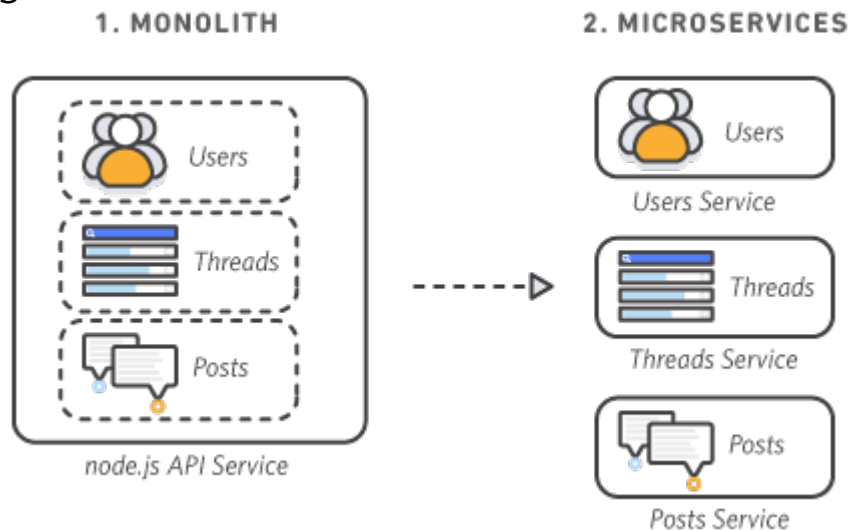 1. MONOLITH
Users
Threads
Posts
node.js API Service
2. MICROSERVICES
Users
Users Service
Threads
Threads Service
Posts
Posts Service